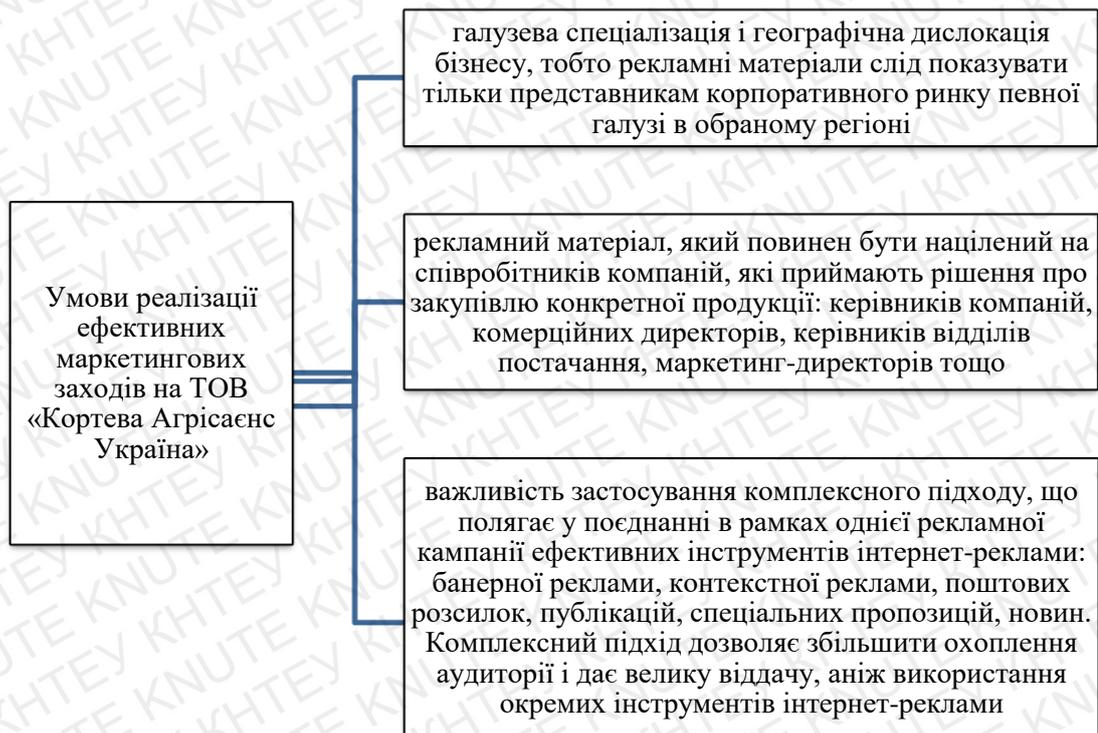 галузева спеціалізація і географічна дислокація
бізнесу, тобто рекламні матеріали слід показувати
тільки представникам корпоративного ринку певної
галузі в обраному регіоні
Умови реалізації
ефективних
маркетингових
заходів на ТОВ
«Кортева Агрісаєнс
Україна»
рекламний матеріал, який повинен бути націлений на
співробітників компаній, які приймають рішення про
закупівлю конкретної продукції: керівників компаній,
комерційних директорів, керівників відділів
постачання, маркетинг-директорів тощо
важливість застосування комплексного підходу, що
полягає у поєднанні в рамках однієї рекламної
кампанії ефективних інструментів інтернет-реклами:
банерної реклами, контекстної реклами, поштових
розсилок, публікацій, спеціальних пропозицій, новин.
Комплексний підхід дозволяє збільшити охоплення
аудиторії і дає велику віддачу, аніж використання
окремих інструментів інтернет-реклами